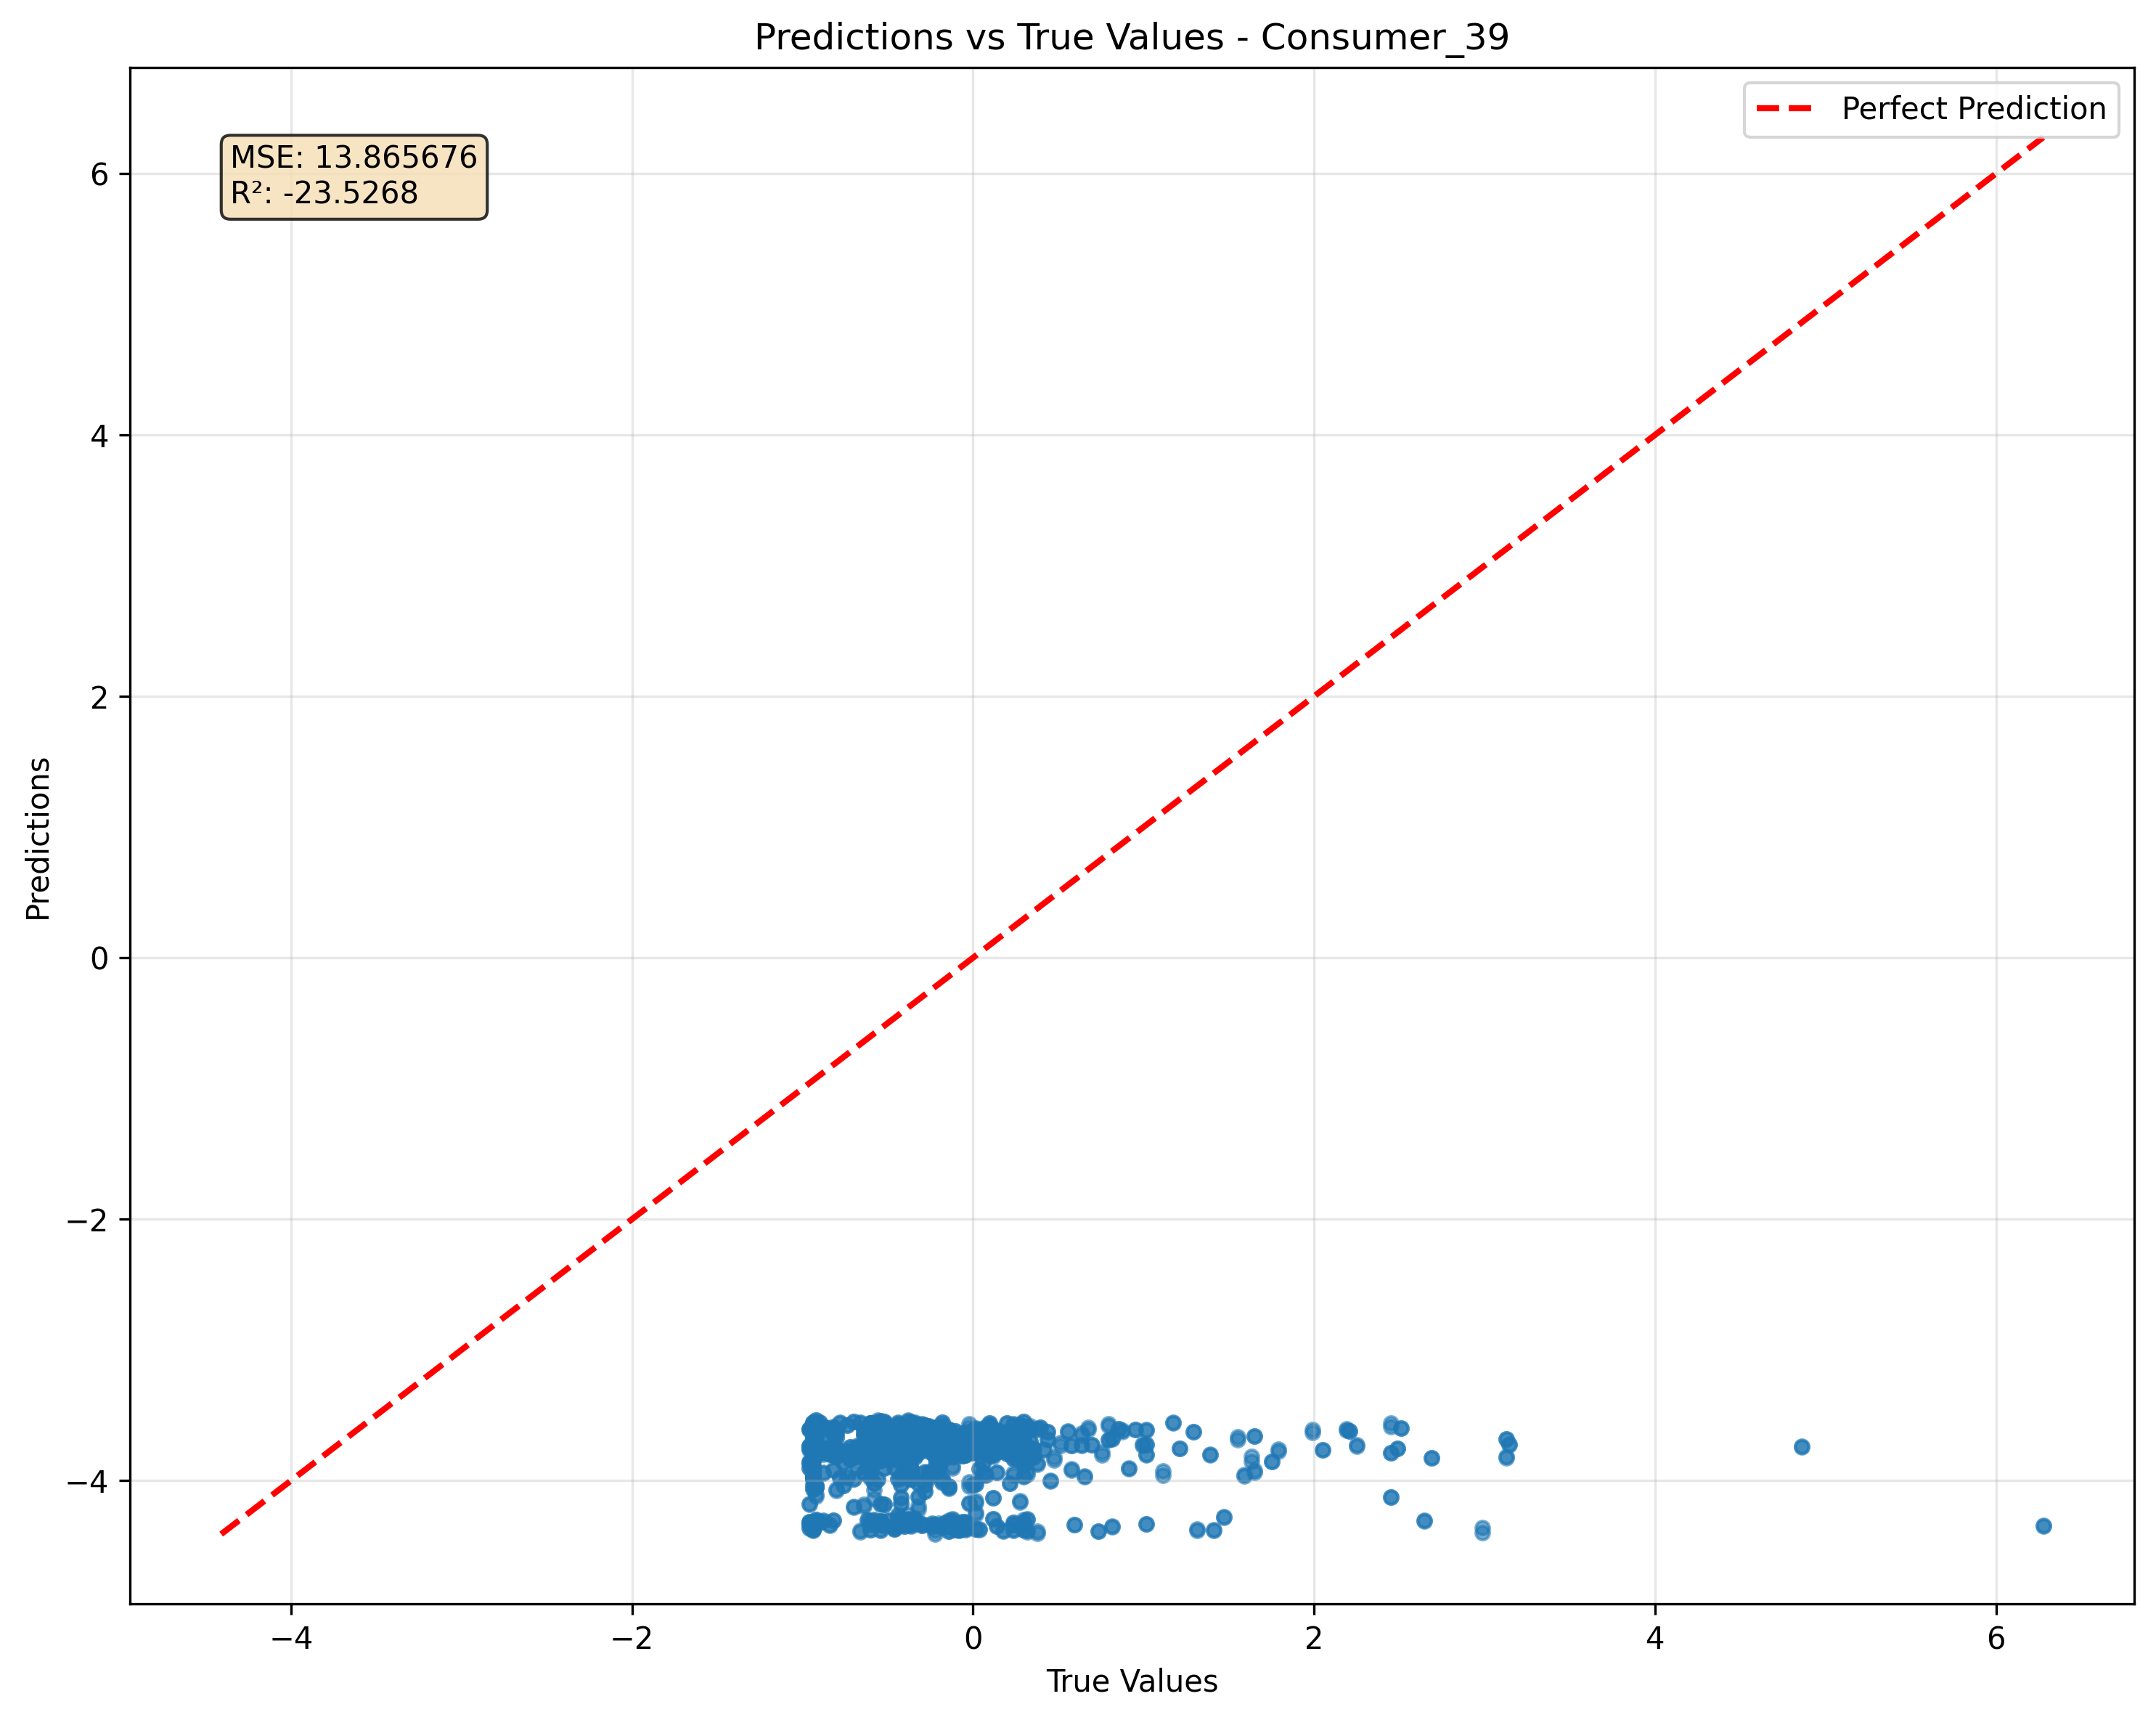 Predictions vs True Values - Consumer_39
Perfect Prediction
MSE: 13.865676
R²: -23.5268
6
4
2
0
−2
−4
Predictions
−4
−2
0
2
4
6
True Values